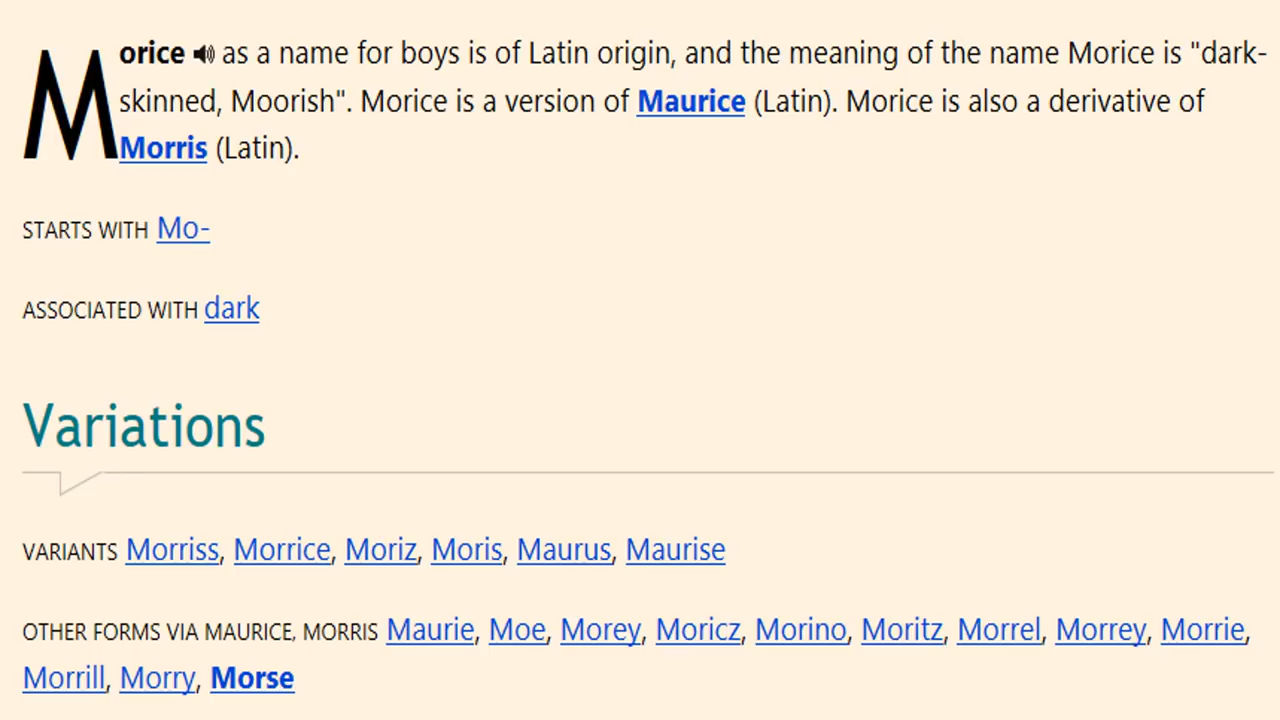 Morice as a name for boys is of Latin origin, and the meaning of the name Morice is "dark-
skinned, Moorish". Morice is a version of Maurice (Latin). Morice is also a derivative of
Morris (Latin).
STARTS WITH Mo-
ASSOCIATED WITH dark
Variations
VARIANTS Morriss, Morrice, Moriz, Moris, Maurus, Maurise
OTHER FORMS VIA MAURICE, MORRIS Maurie, Moe, Morey, Moricz, Morino, Moritz, Morrel, Morrey, Morrie,
Morrill, Morry, Morse